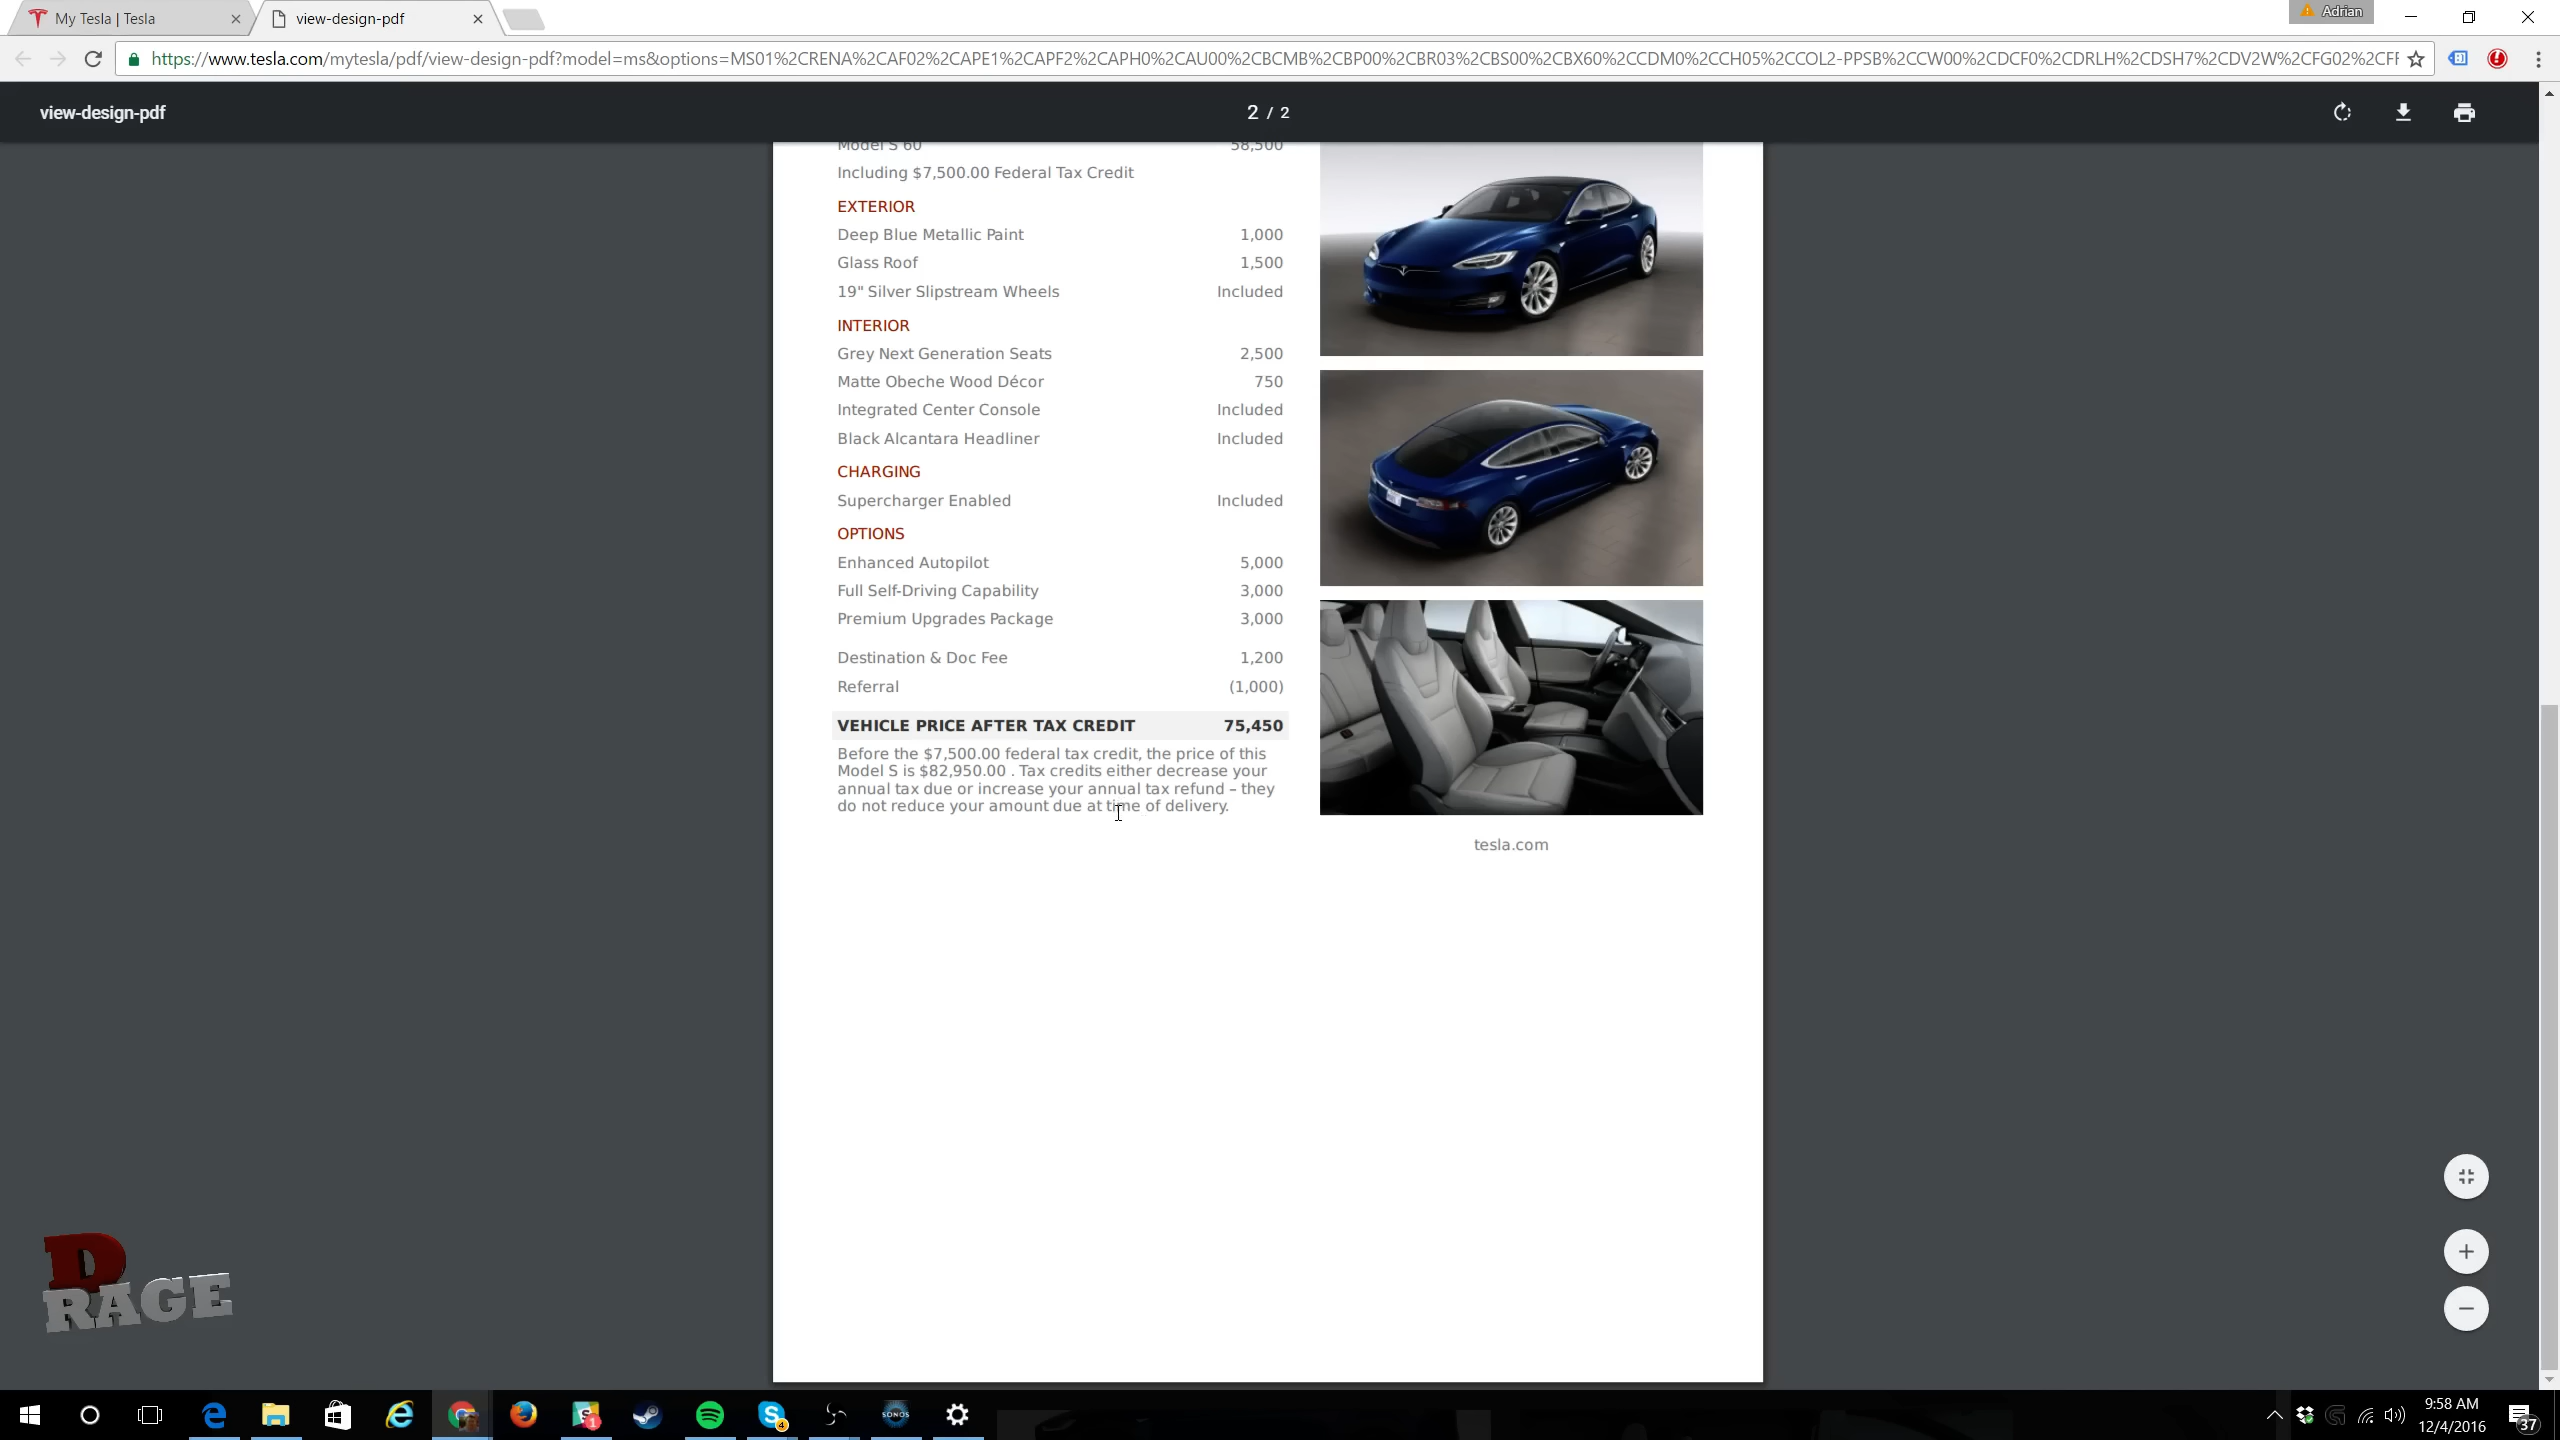 My Tesla | Tesla
view-design-pdf
Adrian
https://www.tesla.com/mytesla/pdf/view-design-pdf?model=ms&options=MS01%2CRENA%2CAF02%2CAPE1%2CAPF2%2CAPH0%2CAU00%2CBCMB%2CBP00%2CBR03%2CBS00%2CBX60%2CCDM0%2CCH05%2CCOL2-PPSB%2CCW00%2CDCF0%2CDRLH%2CDSH7%2CDV2W%2CFG02%2CFF
view-design-pdf
2 / 2
Model S 60 58,500
Including $7,500.00 Federal Tax Credit
EXTERIOR
Deep Blue Metallic Paint 1,000
Glass Roof 1,500
19" Silver Slipstream Wheels Included
INTERIOR
Grey Next Generation Seats 2,500
Matte Obeche Wood Décor 750
Integrated Center Console Included
Black Alcantara Headliner Included
CHARGING
Supercharger Enabled Included
OPTIONS
Enhanced Autopilot 5,000
Full Self-Driving Capability 3,000
Premium Upgrades Package 3,000
Destination & Doc Fee 1,200
Referral (1,000)
VEHICLE PRICE AFTER TAX CREDIT 75,450
Before the $7,500.00 federal tax credit, the price of this
Model S is $82,950.00 . Tax credits either decrease your
annual tax due or increase your annual tax refund – they
do not reduce your amount due at time of delivery.
tesla.com
D
RAGE
1
4
SONOS
9:58 AM
12/4/2016
37